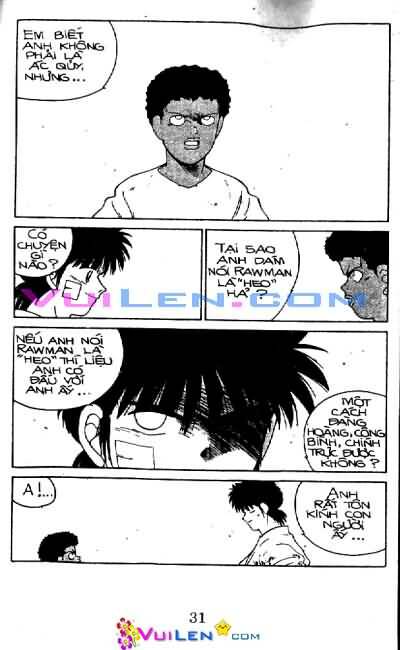 EM BIẾT
ANH KHÔNG
PHẢI LÀ
ÁC QUỶ,
NHƯNG...
CÓ
CHUYỆN
GÌ
NÀO?
TẠI SAO
ANH DÁM
NÓI RAWMAN
LÀ "HEO"
HẢ?
VUILEN.COM
NẾU ANH NÓI
RAWMAN LÀ
"HEO" THÌ LIỆU
ANH CÓ
ĐẤU VỚI
ANH ẤY...
MỘT
CÁCH
ĐÀNG
HOÀNG, CÔNG
BÌNH, CHÍNH
TRỰC ĐƯỢC
KHÔNG?
A!...
ANH
RẤT TÔN
KÍNH CON
NGƯỜI
ẤY...
31
VUILEN.COM